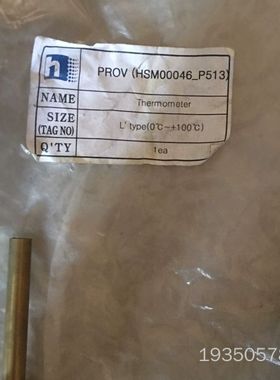 h
PROV (HSM00046_P513)
NAME Thermometer
SIZE (TAG NO) L' type(0℃~+100℃)
Q'TY 1ea
1935057